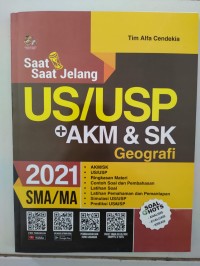 Tim Alfa Cendekia
Saat
Saat Jelang
US/USP
+AKM & SK
Geografi
2021
SMA/MA
• AKM/SK
• US/USP
• Ringkasan Materi
• Contoh Soal dan Pembahasan
• Latihan Soal
• Latihan Pemahaman dan Pemantapan
• Simulasi US/USP
• Prediksi US/USP
SOAL
HOTS